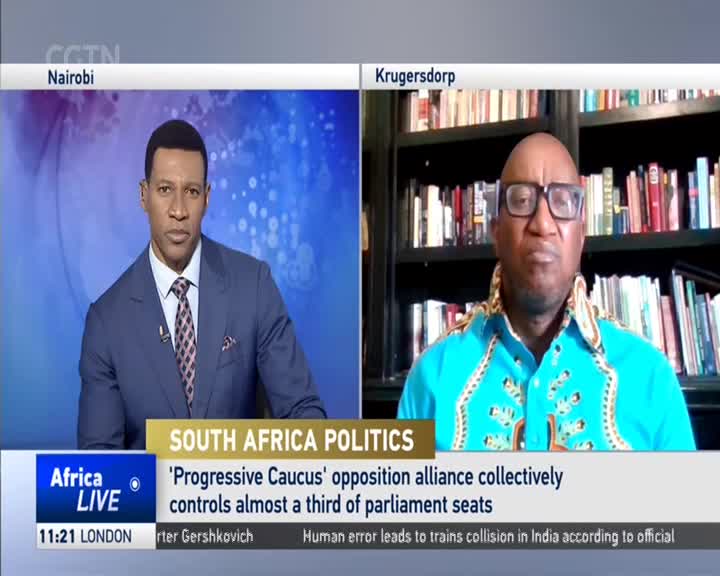 CGTN
Nairobi
Krugersdorp
SOUTH AFRICA POLITICS
'Progressive Caucus' opposition alliance collectively
controls almost a third of parliament seats
Africa
LIVE
11:21 LONDON
rter Gershkovich Human error leads to trains collision in India according to official